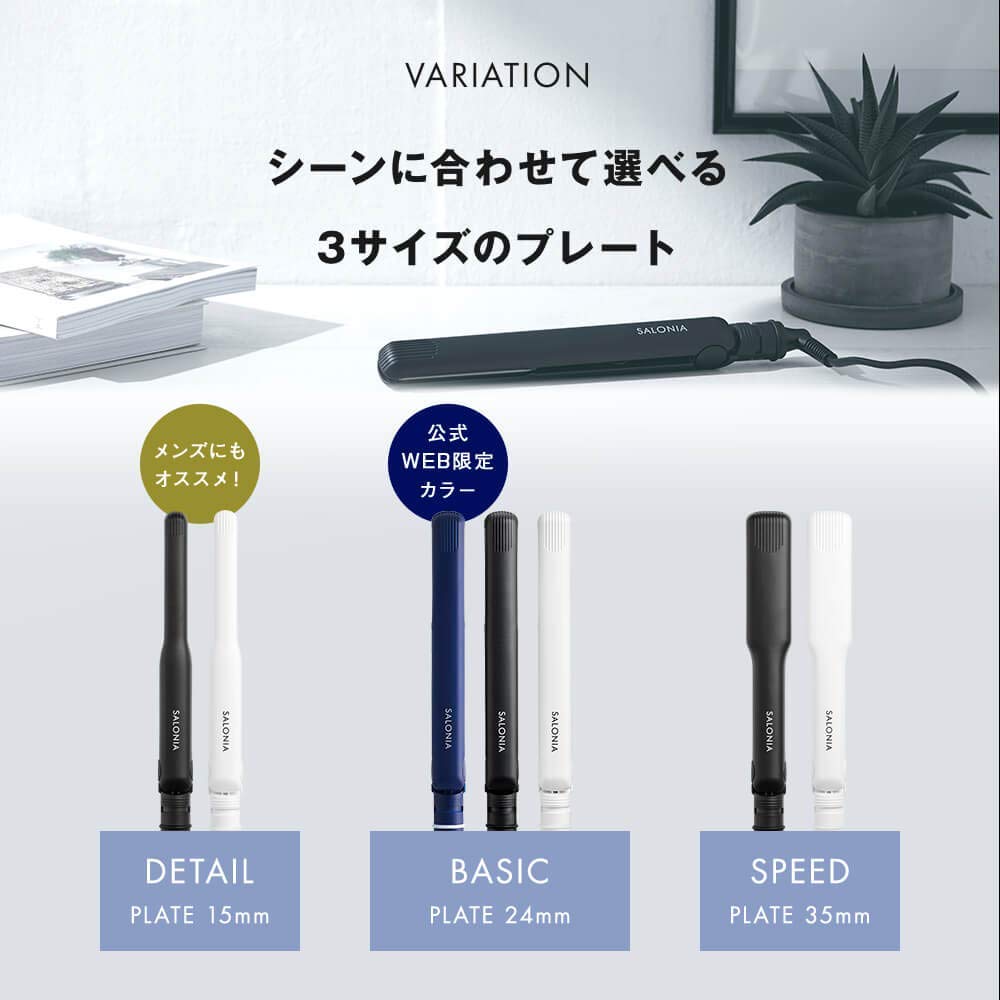 VARIATION
シーンに合わせて選べる
3サイズのプレート
SALONIA
メンズにも
オススメ!
公式
WEB限定
カラー
SALONIA
SALONIA
SALONIA
SALONIA
SALONIA
SALONIA
SALONIA
DETAIL
PLATE 15mm
BASIC
PLATE 24mm
SPEED
PLATE 35mm